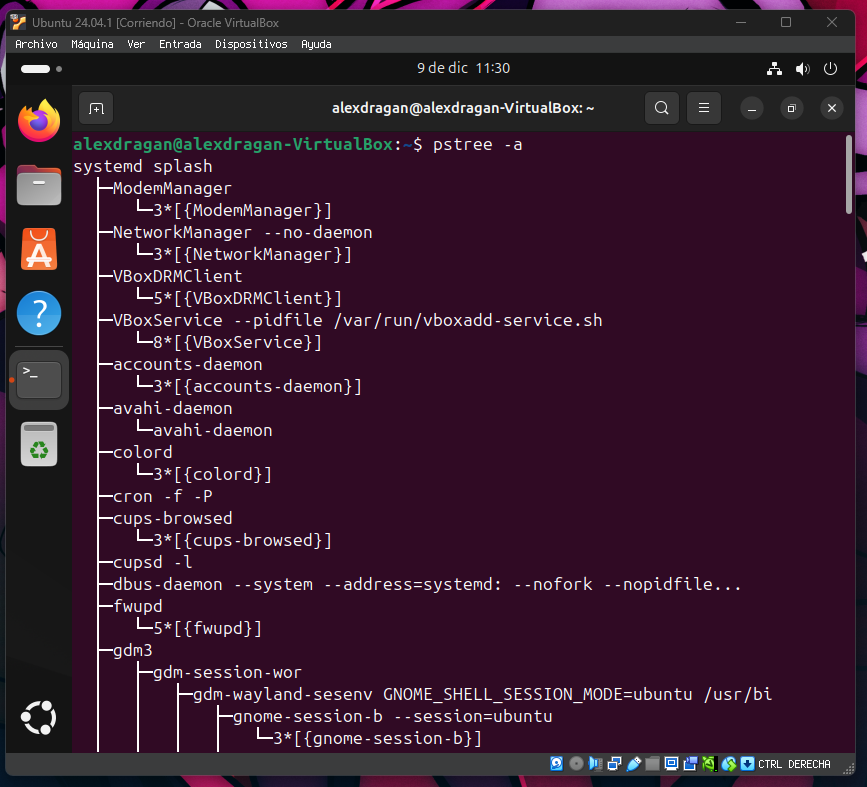 Ubuntu 24.04.1 [Corriendo] - Oracle VirtualBox
Archivo Máquina Ver Entrada Dispositivos Ayuda
9 de dic 11:30
alexdragan@alexdragan-VirtualBox: ~
alexdragan@alexdragan-VirtualBox:~$ pstree -a
systemd splash
├─ModemManager
│   └─3*[{ModemManager}]
├─NetworkManager --no-daemon
│   └─3*[{NetworkManager}]
├─VBoxDRMClient
│   └─5*[{VBoxDRMClient}]
├─VBoxService --pidfile /var/run/vboxadd-service.sh
│   └─8*[{VBoxService}]
├─accounts-daemon
│   └─3*[{accounts-daemon}]
├─avahi-daemon
│   └─avahi-daemon
├─colord
│   └─3*[{colord}]
├─cron -f -P
├─cups-browsed
│   └─3*[{cups-browsed}]
├─cupsd -l
├─dbus-daemon --system --address=systemd: --nofork --nopidfile...
├─fwupd
│   └─5*[{fwupd}]
├─gdm3
│   ├─gdm-session-wor
│   │   ├─gdm-wayland-sesenv GNOME_SHELL_SESSION_MODE=ubuntu /usr/bi
│   │   │   ├─gnome-session-b --session=ubuntu
│   │   │   │   └─3*[{gnome-session-b}]
CTRL DERECHA